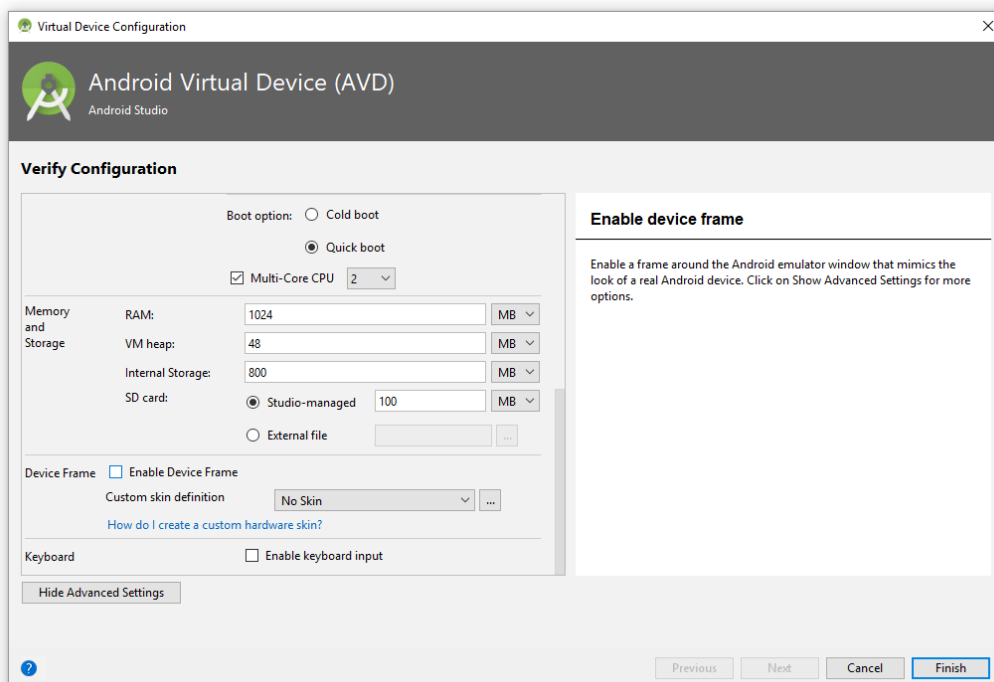 Virtual Device Configuration
Android Virtual Device (AVD)
Android Studio
Verify Configuration
Boot option: Cold boot
Quick boot
Multi-Core CPU 2
Memory and Storage
RAM: 1024 MB
VM heap: 48 MB
Internal Storage: 800 MB
SD card: Studio-managed 100 MB
External file ...
Device Frame Enable Device Frame
Custom skin definition No Skin ...
How do I create a custom hardware skin?
Keyboard Enable keyboard input
Hide Advanced Settings
Enable device frame
Enable a frame around the Android emulator window that mimics the
look of a real Android device. Click on Show Advanced Settings for more
options.
? Previous Next Cancel Finish